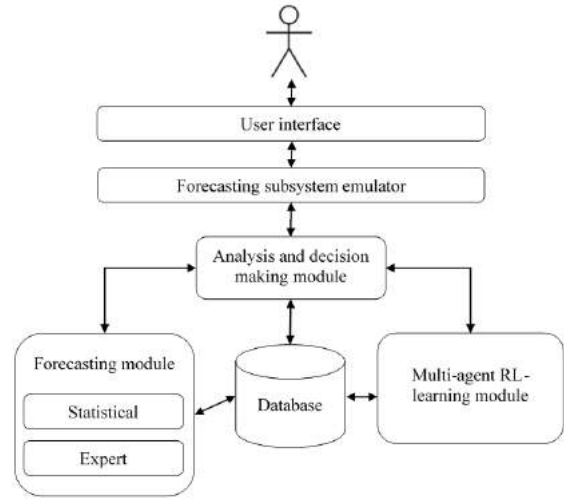 User interface
Forecasting subsystem emulator
Analysis and decision
making module
Forecasting module
Statistical
Expert
Database
Multi-agent RL-
learning module